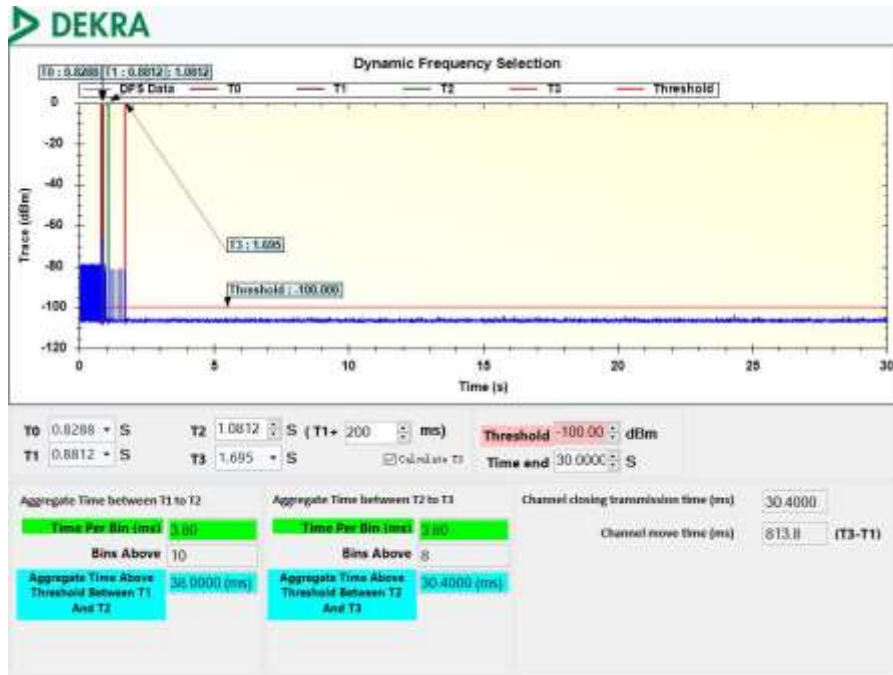 DEKRA
Dynamic Frequency Selection
T0 : 0.8288 T1 : 0.8812 : 1.0812
DFS Data T0 T1 T2 T3 Threshold
0
-20
-40
-60
-80
-100
-120
Trace (dBm)
T3 : 1.695
Threshold : -100.000
0 5 10 15 20 25 30
Time (s)
T0 0.8288 S T2 1.0812 S ( T1+ 200 ms) Threshold -100.00 dBm
T1 0.8812 S T3 1.695 S Calculate T3 Time end 30.0000 S
Aggregate Time between T1 to T2 Aggregate Time between T2 to T3 Channel closing transmission time (ms) 30.4000
Time Per Bin (ms) 3.80 Time Per Bin (ms) 3.80 Channel move time (ms) 813.8 (T3-T1)
Bins Above 10 Bins Above 8
Aggregate Time Above Threshold Between T1 And T2 38.0000 (ms) Aggregate Time Above Threshold Between T2 And T3 30.4000 (ms)